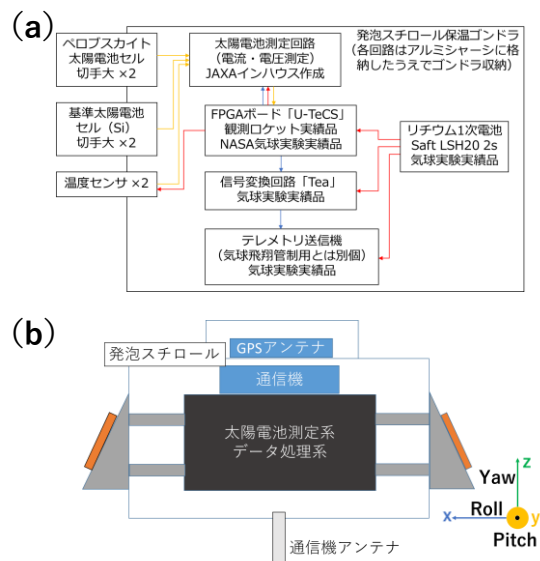 (a)
ペロブスカイト
太陽電池セル
切手大 ×2
太陽電池測定回路
(電流・電圧測定)
JAXAインハウス作成
発泡スチロール保温ゴンドラ
(各回路はアルミシャーシに格
納したうえでゴンドラ収納)
基準太陽電池
セル (Si)
切手大 ×2
FPGAボード「U-TeCS」
観測ロケット実績品
NASA気球実験実績品
リチウム1次電池
Saft LSH20 2s
気球実験実績品
温度センサ ×2
信号変換回路「Tea」
気球実験実績品
テレメトリ送信機
(気球飛翔管制用とは別個)
気球実験実績品
(b)
GPSアンテナ
発泡スチロール
通信機
太陽電池測定系
データ処理系
z
Yaw
Roll
x
y
Pitch
通信機アンテナ